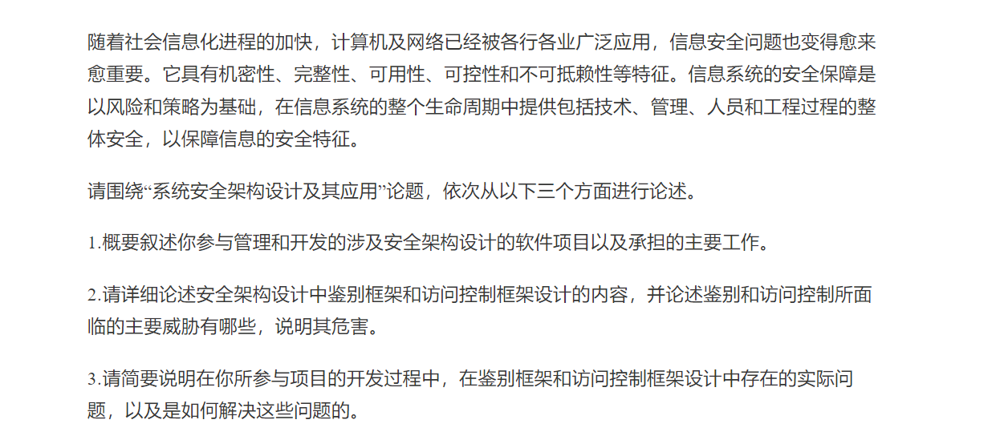 随着社会信息化进程的加快，计算机及网络已经被各行各业广泛应用，信息安全问题也变得愈来
愈重要。它具有机密性、完整性、可用性、可控性和不可抵赖性等特征。信息系统的安全保障是
以风险和策略为基础，在信息系统的整个生命周期中提供包括技术、管理、人员和工程过程的整
体安全，以保障信息的安全特征。
请围绕“系统安全架构设计及其应用”论题，依次从以下三个方面进行论述。
1.概要叙述你参与管理和开发的涉及安全架构设计的软件项目以及承担的主要工作。
2.请详细论述安全架构设计中鉴别框架和访问控制框架设计的内容，并论述鉴别和访问控制所面
临的主要威胁有哪些，说明其危害。
3.请简要说明在你所参与项目的开发过程中，在鉴别框架和访问控制框架设计中存在的实际问
题，以及是如何解决这些问题的。